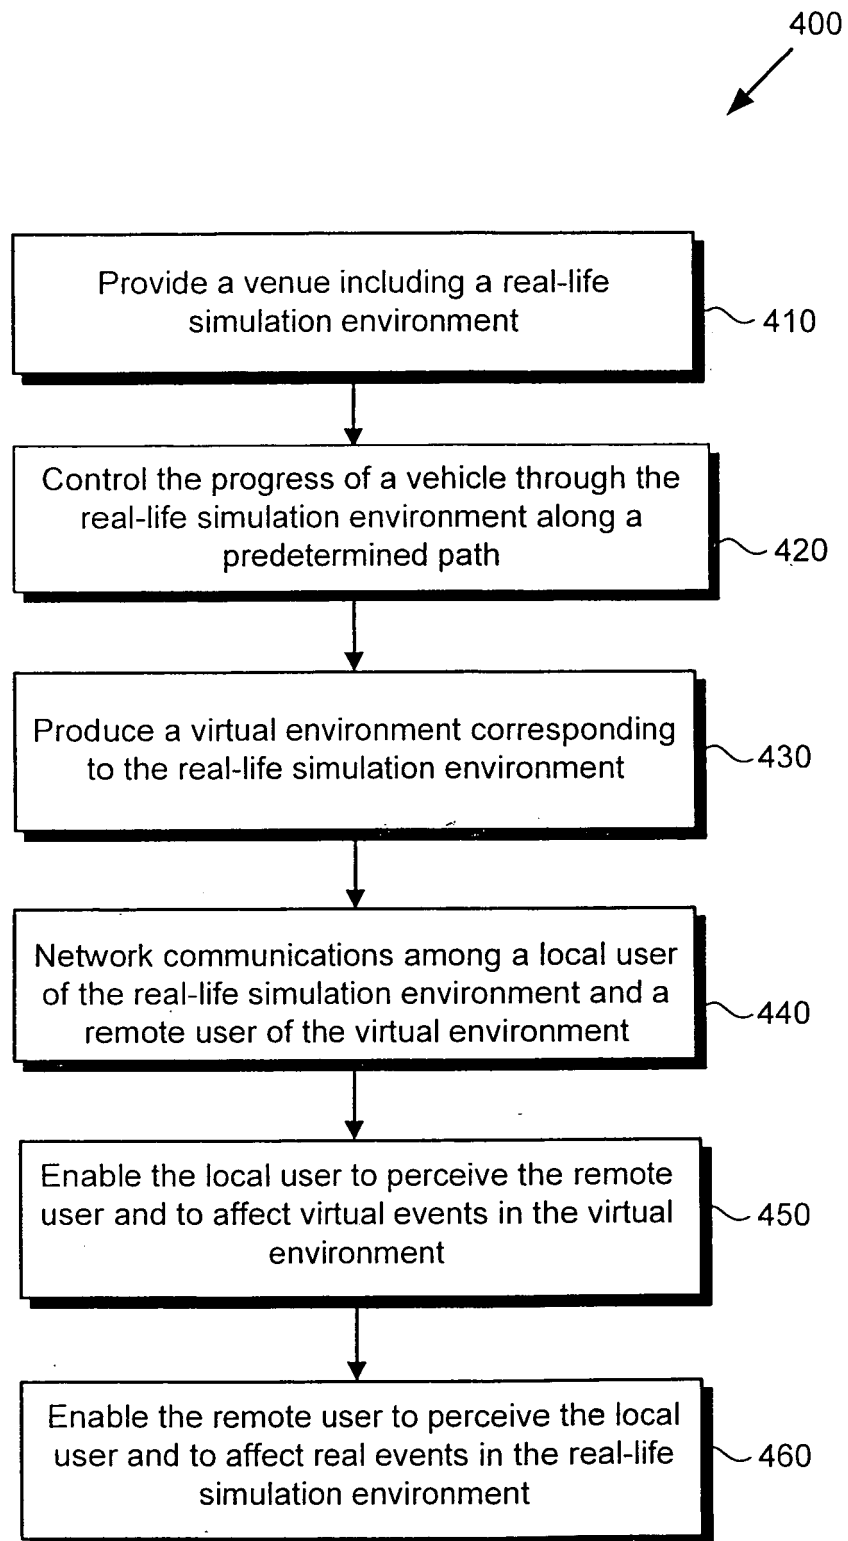 400
Provide a venue including a real-life
simulation environment
410
Control the progress of a vehicle through the
real-life simulation environment along a
predetermined path
420
Produce a virtual environment corresponding
to the real-life simulation environment
430
Network communications among a local user
of the real-life simulation environment and a
remote user of the virtual environment
440
Enable the local user to perceive the remote
user and to affect virtual events in the virtual
environment
450
Enable the remote user to perceive the local
user and to affect real events in the real-life
simulation environment
460